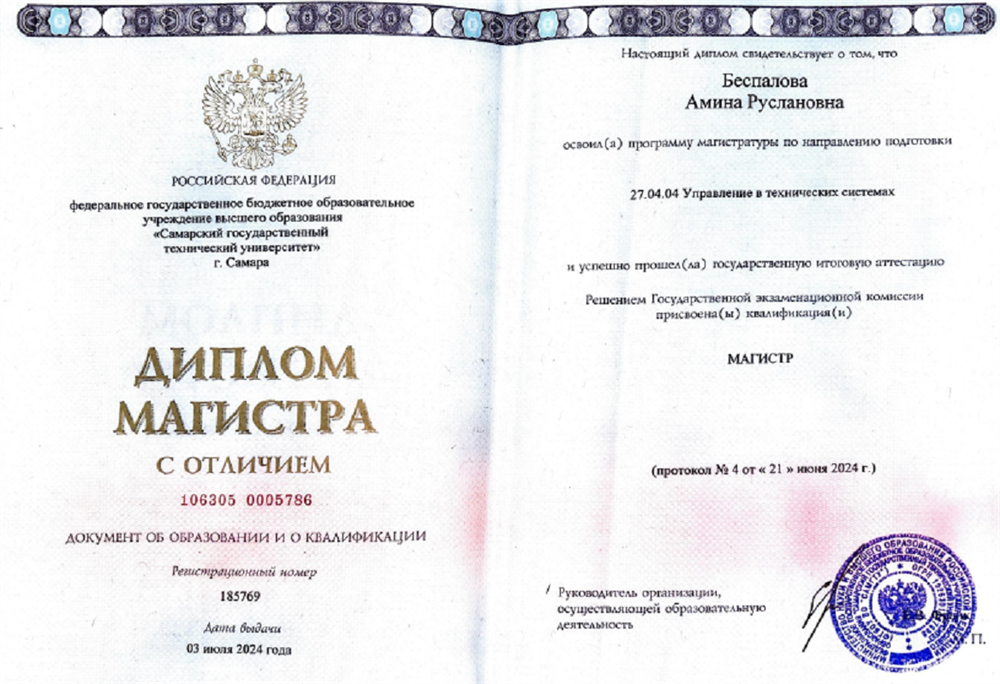 РОССИЙСКАЯ ФЕДЕРАЦИЯ
федеральное государственное бюджетное образовательное
учреждение высшего образования
«Самарский государственный
технический университет»
г. Самара
ДИПЛОМ
МАГИСТРА
С ОТЛИЧИЕМ
106305 0005786
ДОКУМЕНТ ОБ ОБРАЗОВАНИИ И О КВАЛИФИКАЦИИ
Регистрационный номер
185769
Дата выдачи
03 июля 2024 года
Настоящий диплом свидетельствует о том, что
Беспалова
Амина Руслановна
освоил(а) программу магистратуры по направлению подготовки
27.04.04 Управление в технических системах
и успешно прошел(ла) государственную итоговую аттестацию
Решением Государственной экзаменационной комиссии
присвоена(ы) квалификация(и)
МАГИСТР
(протокол № 4 от « 21 » июня 2024 г.)
Руководитель организации,
осуществляющей образовательную
деятельность
П.